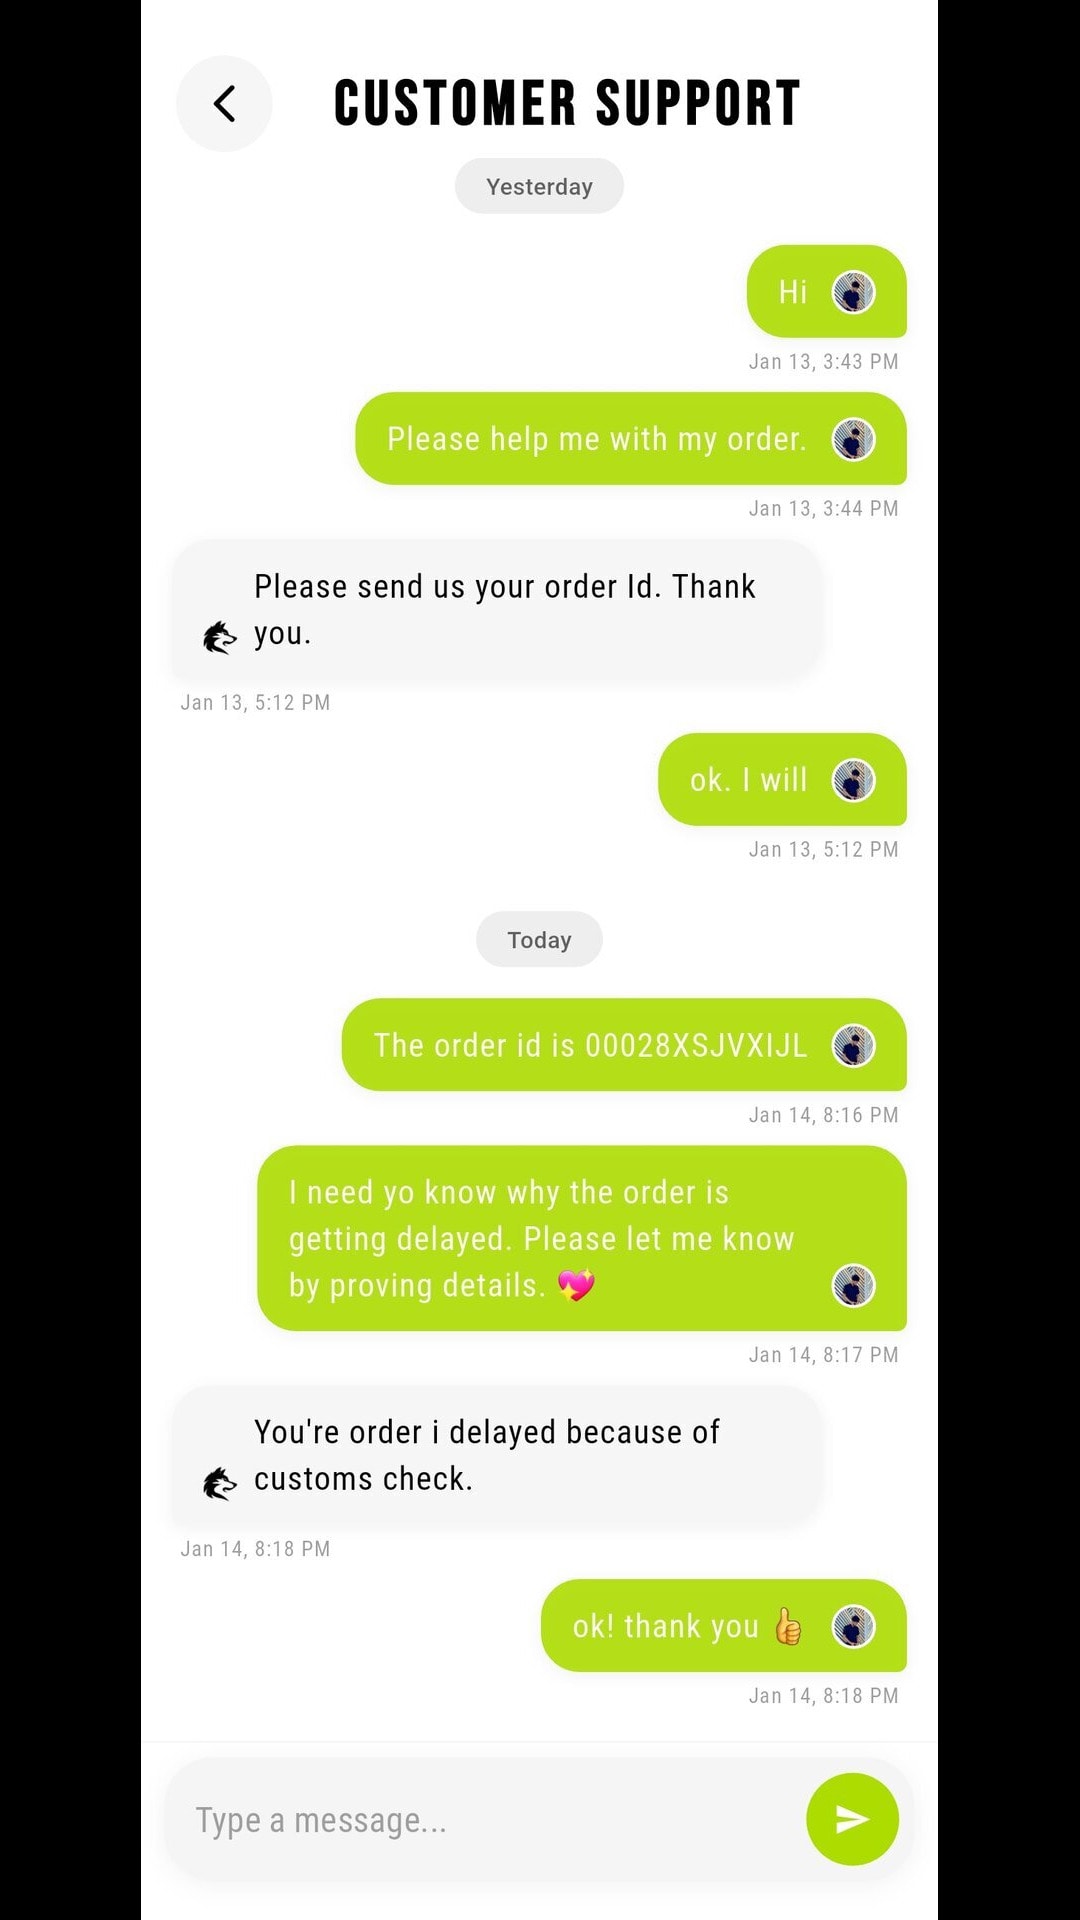 CUSTOMER SUPPORT
Yesterday
Hi
Jan 13, 3:43 PM
Please help me with my order.
Jan 13, 3:44 PM
Please send us your order Id. Thank
you.
Jan 13, 5:12 PM
ok. I will
Jan 13, 5:12 PM
Today
The order id is 00028XSJVXIJL
Jan 14, 8:16 PM
I need yo know why the order is
getting delayed. Please let me know
by proving details. 💖
Jan 14, 8:17 PM
You're order i delayed because of
customs check.
Jan 14, 8:18 PM
ok! thank you 👍
Jan 14, 8:18 PM
Type a message...